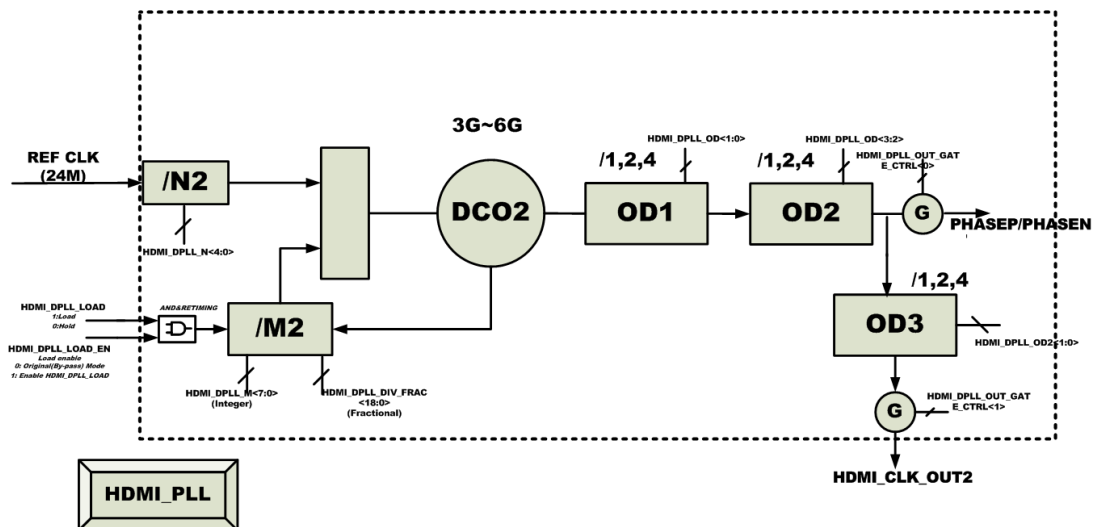 3G~6G
HDMI_DPLL_OD<1:0>
HDMI_DPLL_OD<3:2>
REF CLK
(24M)
/1,2,4
/1,2,4
HDMI_DPLL_OUT_GAT
E_CTRL<0>
/N2
DCO2
OD1
OD2
G
PHASEP/PHASEN
HDMI_DPLL_N<4:0>
/1,2,4
HDMI_DPLL_LOAD
1:Load
0:Hold
AND&RETIMING
/M2
OD3
HDMI_DPLL_OD2<1:0>
HDMI_DPLL_LOAD_EN
Load enable
0: Original(By-pass) Mode
1: Enable HDMI_DPLL_LOAD
HDMI_DPLL_M<7:0>
(Integer)
HDMI_DPLL_DIV_FRAC
<18:0>
(Fractional)
G
HDMI_DPLL_OUT_GAT
E_CTRL<1>
HDMI_CLK_OUT2
HDMI_PLL